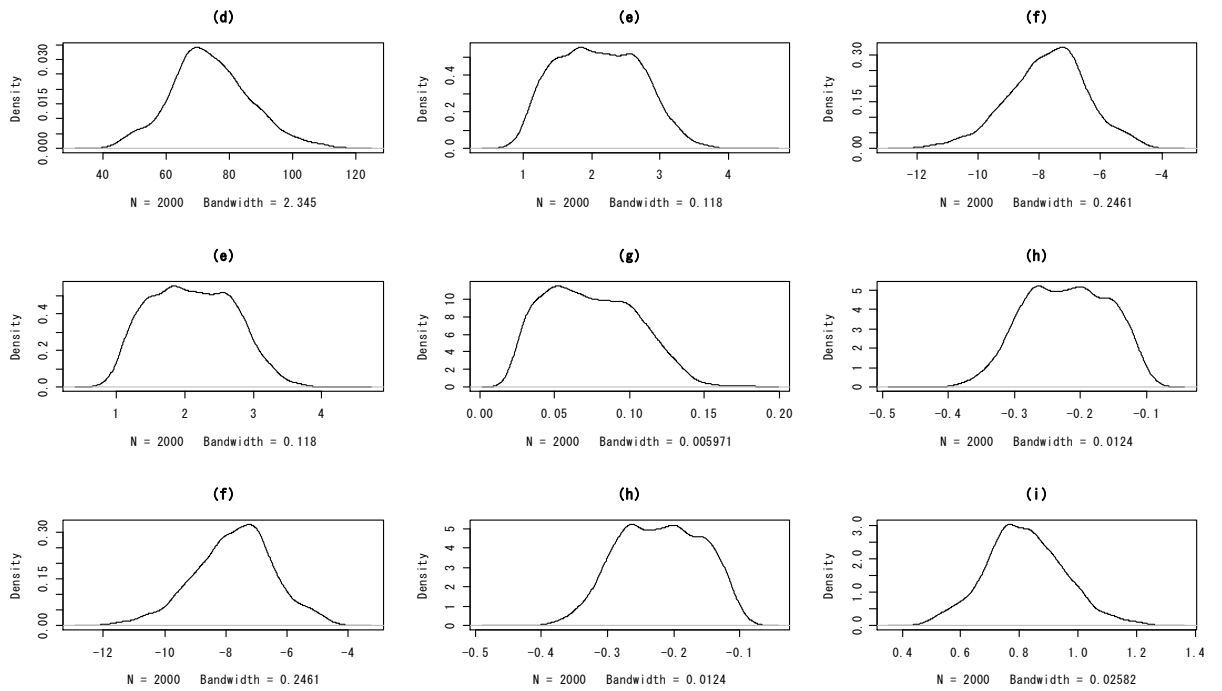 (d)
Density
0.000 0.015 0.030
40 60 80 100 120
N = 2000 Bandwidth = 2.345
(e)
Density
0.0 0.2 0.4
1 2 3 4
N = 2000 Bandwidth = 0.118
(f)
Density
0.00 0.15 0.30
-12 -10 -8 -6 -4
N = 2000 Bandwidth = 0.2461
(e)
Density
0.0 0.2 0.4
1 2 3 4
N = 2000 Bandwidth = 0.118
(g)
Density
0 2 4 6 8 10
0.00 0.05 0.10 0.15 0.20
N = 2000 Bandwidth = 0.005971
(h)
Density
0 1 2 3 4 5
-0.5 -0.4 -0.3 -0.2 -0.1
N = 2000 Bandwidth = 0.0124
(f)
Density
0.00 0.15 0.30
-12 -10 -8 -6 -4
N = 2000 Bandwidth = 0.2461
(h)
Density
0 1 2 3 4 5
-0.5 -0.4 -0.3 -0.2 -0.1
N = 2000 Bandwidth = 0.0124
(i)
Density
0.0 1.0 2.0 3.0
0.4 0.6 0.8 1.0 1.2 1.4
N = 2000 Bandwidth = 0.02582